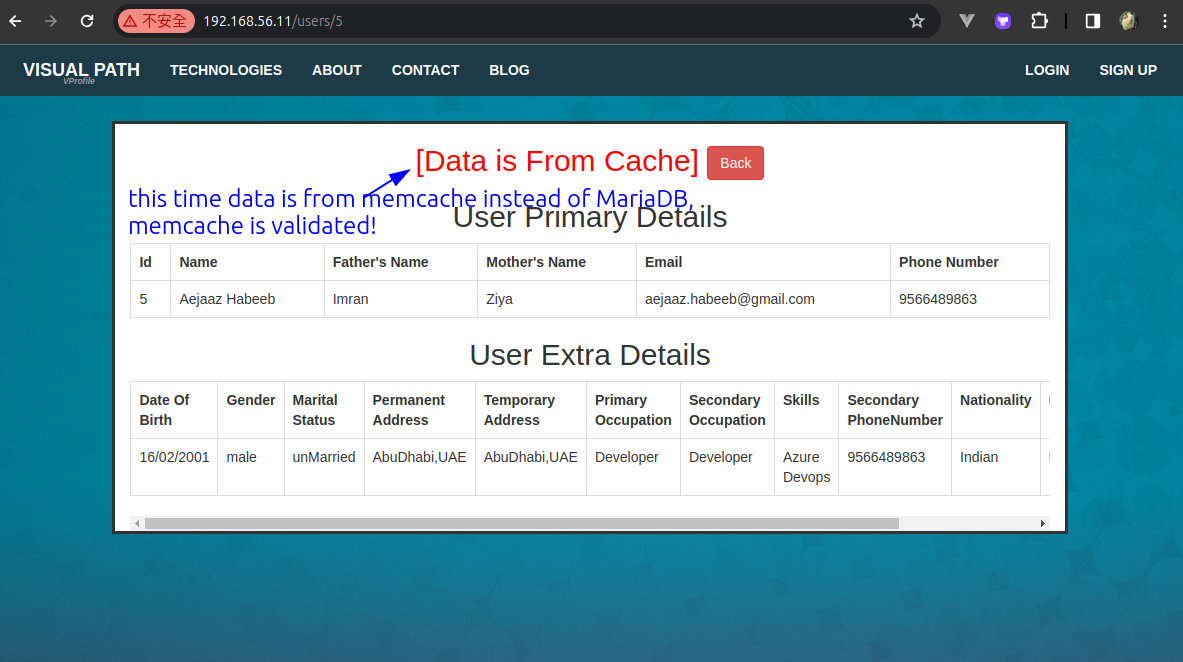 不安全 192.168.56.11/users/5
VISUAL PATH TECHNOLOGIES ABOUT CONTACT BLOG LOGIN SIGN UP
VProfile
[Data is From Cache] Back
this time data is from memcache instead of MariaDB,
memcache is validated!
User Primary Details
Id Name Father's Name Mother's Name Email Phone Number
5 Aejaaz Habeeb Imran Ziya aejaaz.habeeb@gmail.com 9566489863
User Extra Details
Date Of Gender Marital Permanent Temporary Primary Secondary Skills Secondary Nationality
Birth Status Address Address Occupation Occupation PhoneNumber
16/02/2001 male unMarried AbuDhabi,UAE AbuDhabi,UAE Developer Developer Azure 9566489863 Indian
Devops